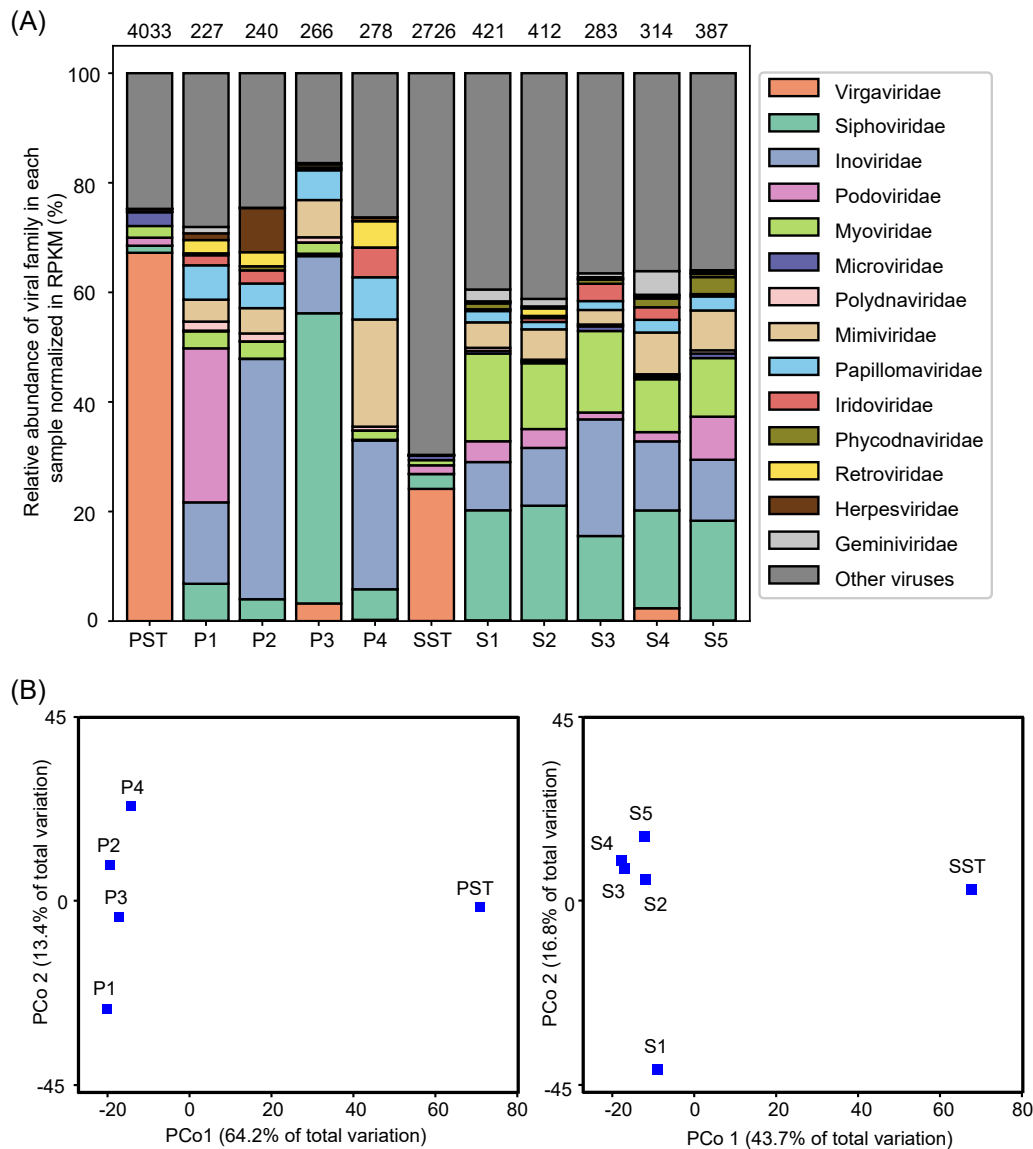 (A)
4033 227 240 266 278 2726 421 412 283 314 387
Relative abundance of viral family in each
sample normalized in RPKM (%)
100
80
60
40
20
0
PST P1 P2 P3 P4 SST S1 S2 S3 S4 S5
Virgaviridae
Siphoviridae
Inoviridae
Podoviridae
Myoviridae
Microviridae
Polydnaviridae
Mimiviridae
Papillomaviridae
Iridoviridae
Phycodnaviridae
Retroviridae
Herpesviridae
Geminiviridae
Other viruses
(B)
PCo 2 (13.4% of total variation)
45
0
-45
P4
P2
P3
PST
P1
-20 0 20 40 60 80
PCo1 (64.2% of total variation)
PCo 2 (16.8% of total variation)
45
0
-45
S5
S4
SST
S3
S2
S1
-20 0 20 40 60 80
PCo 1 (43.7% of total variation)